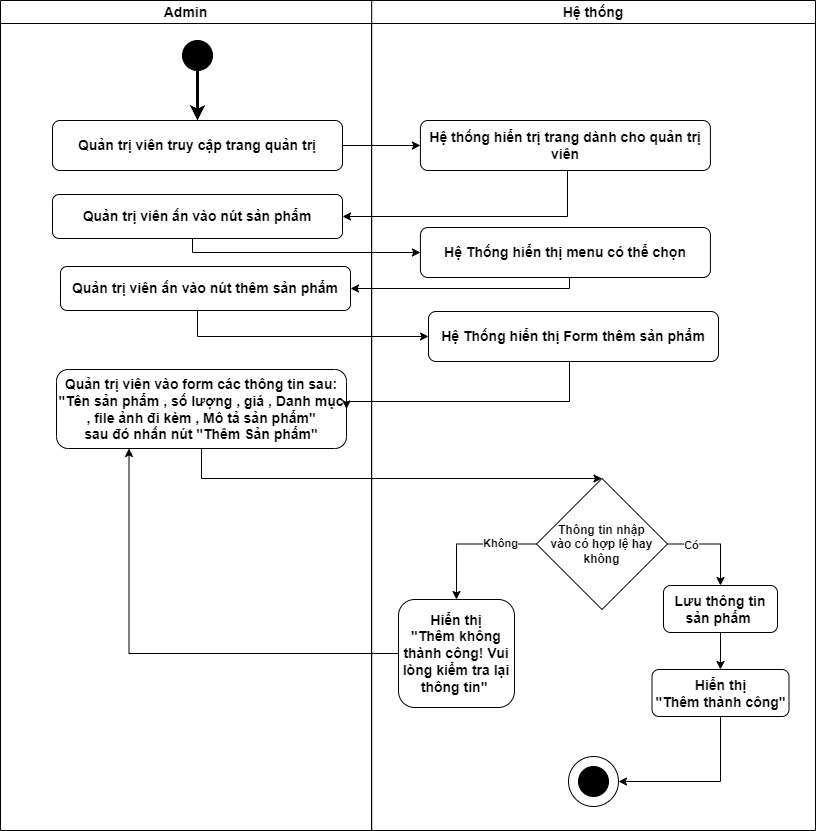 Admin
Hệ thống
Quản trị viên truy cập trang quản trị
Hệ thống hiển trị trang dành cho quản trị
viên
Quản trị viên ấn vào nút sản phẩm
Hệ Thống hiển thị menu có thể chọn
Quản trị viên ấn vào nút thêm sản phẩm
Hệ Thống hiển thị Form thêm sản phẩm
Quản trị viên vào form các thông tin sau:
"Tên sản phẩm , số lượng , giá , Danh mục
, file ảnh đi kèm , Mô tả sản phẩm"
sau đó nhấn nút "Thêm Sản phẩm"
Thông tin nhập
vào có hợp lệ hay
không
Không
Có
Lưu thông tin
sản phẩm
Hiển thị
"Thêm không
thành công! Vui
lòng kiểm tra lại
thông tin"
Hiển thị
"Thêm thành công"